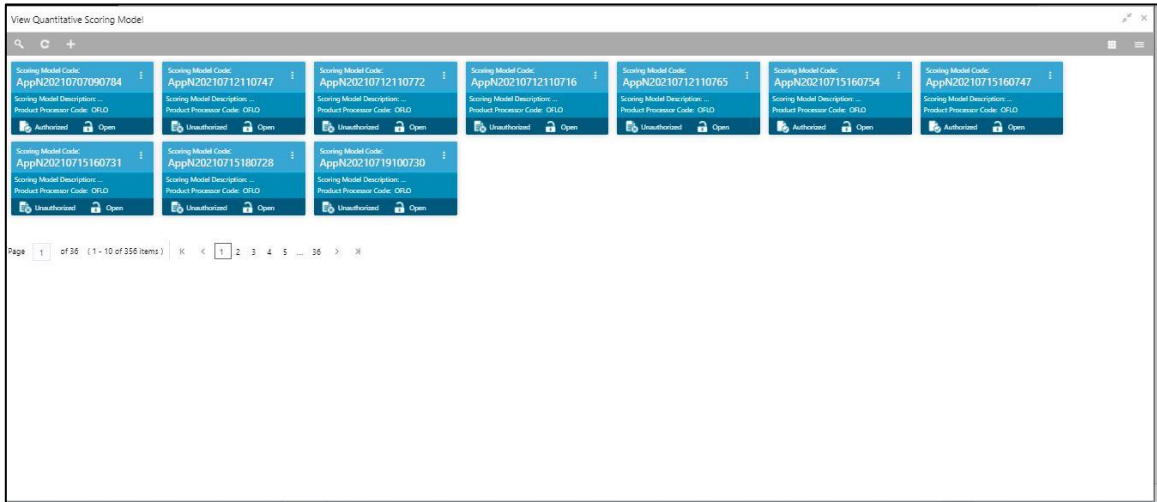 View Quantitative Scoring Model
Scoring Model Code:
AppN20210707090784
Scoring Model Description: ...
Product Processor Code: OFLO
Authorized Open
Scoring Model Code:
AppN20210712110747
Scoring Model Description: ...
Product Processor Code: OFLO
Unauthorized Open
Scoring Model Code:
AppN20210712110772
Scoring Model Description: ...
Product Processor Code: OFLO
Unauthorized Open
Scoring Model Code:
AppN20210712110716
Scoring Model Description: ...
Product Processor Code: OFLO
Unauthorized Open
Scoring Model Code:
AppN20210712110765
Scoring Model Description: ...
Product Processor Code: OFLO
Unauthorized Open
Scoring Model Code:
AppN20210715160754
Scoring Model Description: ...
Product Processor Code: OFLO
Authorized Open
Scoring Model Code:
AppN20210715160747
Scoring Model Description: ...
Product Processor Code: OFLO
Authorized Open
Scoring Model Code:
AppN20210715160731
Scoring Model Description: ...
Product Processor Code: OFLO
Unauthorized Open
Scoring Model Code:
AppN20210715180728
Scoring Model Description: ...
Product Processor Code: OFLO
Unauthorized Open
Scoring Model Code:
AppN20210719100730
Scoring Model Description: ...
Product Processor Code: OFLO
Unauthorized Open
Page 1 of 36 (1 - 10 of 356 items) 1 2 3 4 5 ... 36